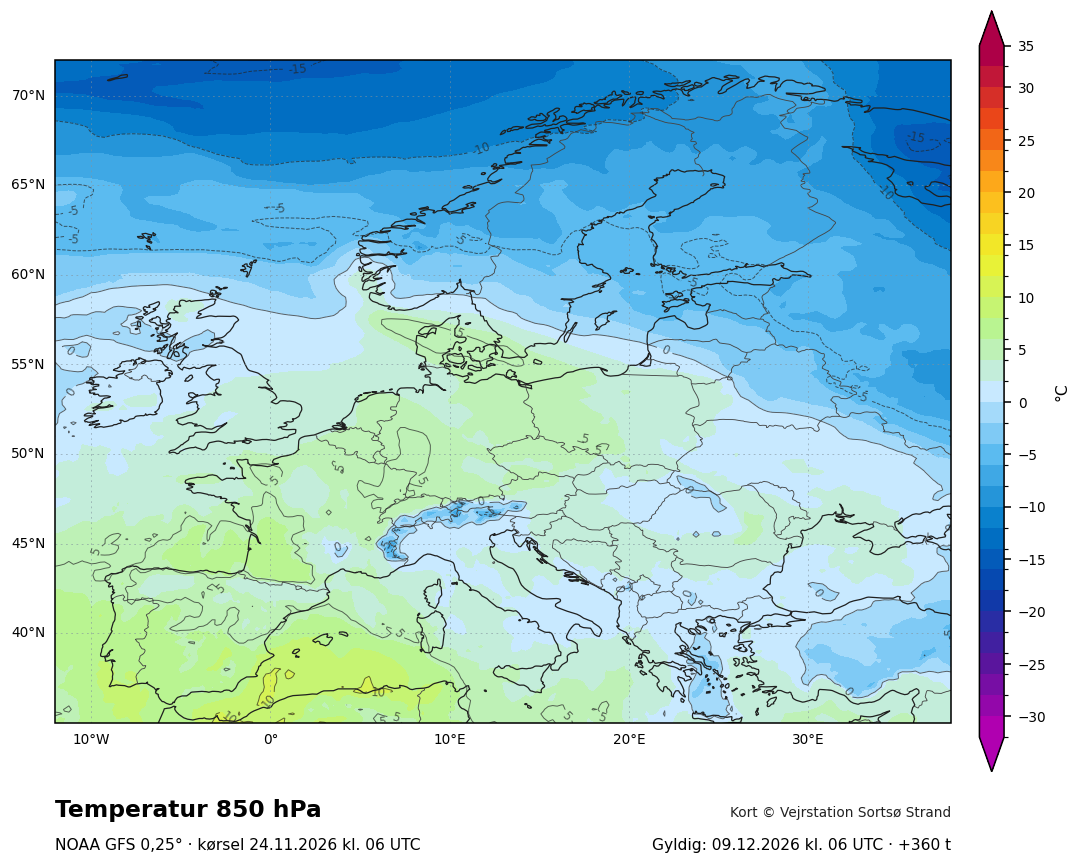 70°N
65°N
60°N
55°N
50°N
45°N
40°N
10°W 0° 10°E 20°E 30°E
35
30
25
20
15
10
5
0
−5
−10
−15
−20
−25
−30
°C
Temperatur 850 hPa
Kort © Vejrstation Sortsø Strand
NOAA GFS 0,25° · kørsel 24.11.2026 kl. 06 UTC
Gyldig: 09.12.2026 kl. 06 UTC · +360 t